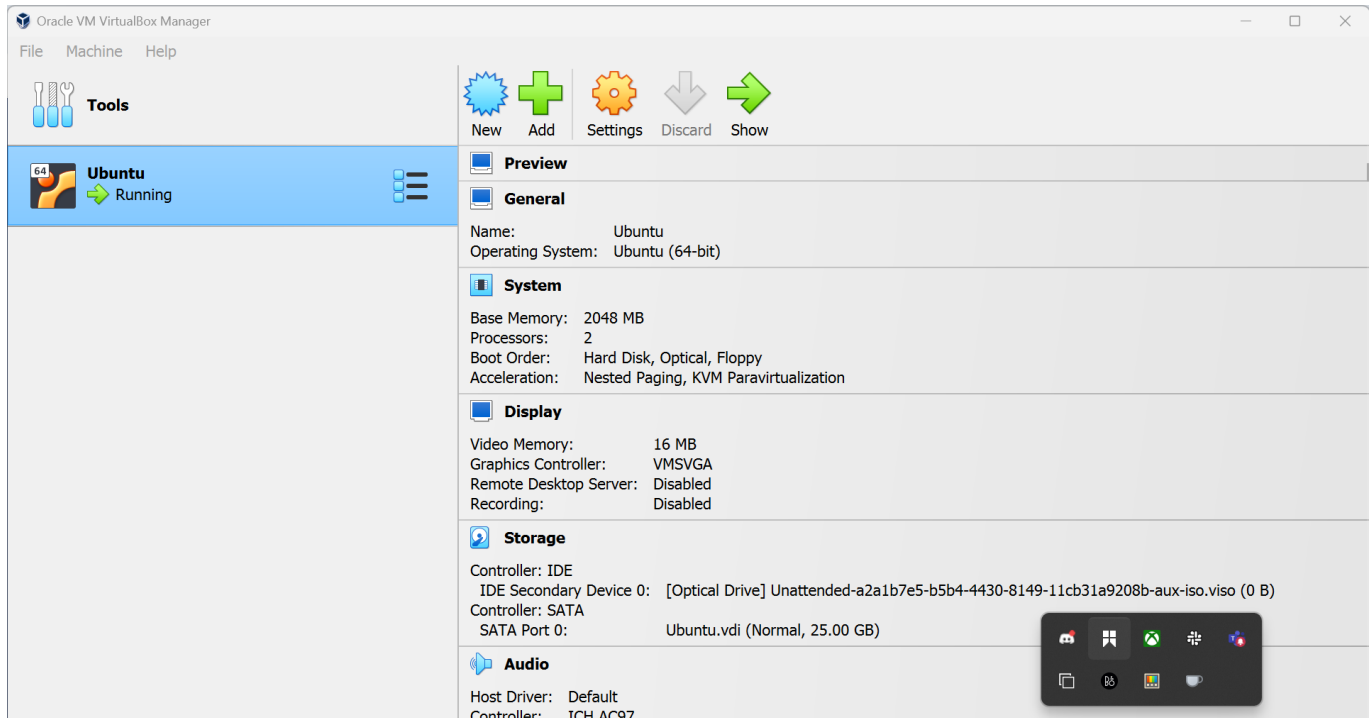 Oracle VM VirtualBox Manager
File Machine Help
Tools
New Add Settings Discard Show
64
Ubuntu
Running
Preview
General
Name: Ubuntu
Operating System: Ubuntu (64-bit)
System
Base Memory: 2048 MB
Processors: 2
Boot Order: Hard Disk, Optical, Floppy
Acceleration: Nested Paging, KVM Paravirtualization
Display
Video Memory: 16 MB
Graphics Controller: VMSVGA
Remote Desktop Server: Disabled
Recording: Disabled
Storage
Controller: IDE
IDE Secondary Device 0: [Optical Drive] Unattended-a2a1b7e5-b5b4-4430-8149-11cb31a9208b-aux-iso.viso (0 B)
Controller: SATA
SATA Port 0: Ubuntu.vdi (Normal, 25.00 GB)
Audio
Host Driver: Default
Controller: ICH AC97